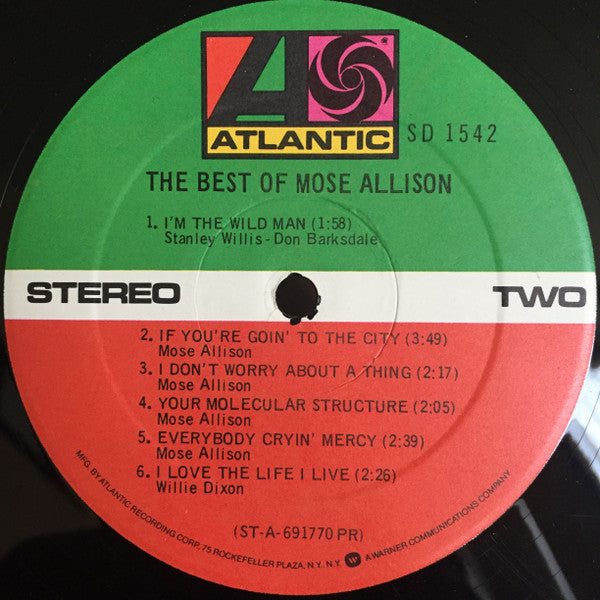 ATLANTIC
SD 1542
THE BEST OF MOSE ALLISON
1. I'M THE WILD MAN (1:58)
Stanley Willis-Don Barksdale
STEREO
TWO
2. IF YOU'RE GOIN' TO THE CITY (3:49)
Mose Allison
3. I DON'T WORRY ABOUT A THING (2:17)
Mose Allison
4. YOUR MOLECULAR STRUCTURE (2:05)
Mose Allison
5. EVERYBODY CRYIN' MERCY (2:39)
Mose Allison
6. I LOVE THE LIFE I LIVE (2:26)
Willie Dixon
(ST-A-691770 PR)
MFG. BY ATLANTIC RECORDING CORP. 75 ROCKEFELLER PLAZA, N.Y. N.Y. W A WARNER COMMUNICATIONS COMPANY